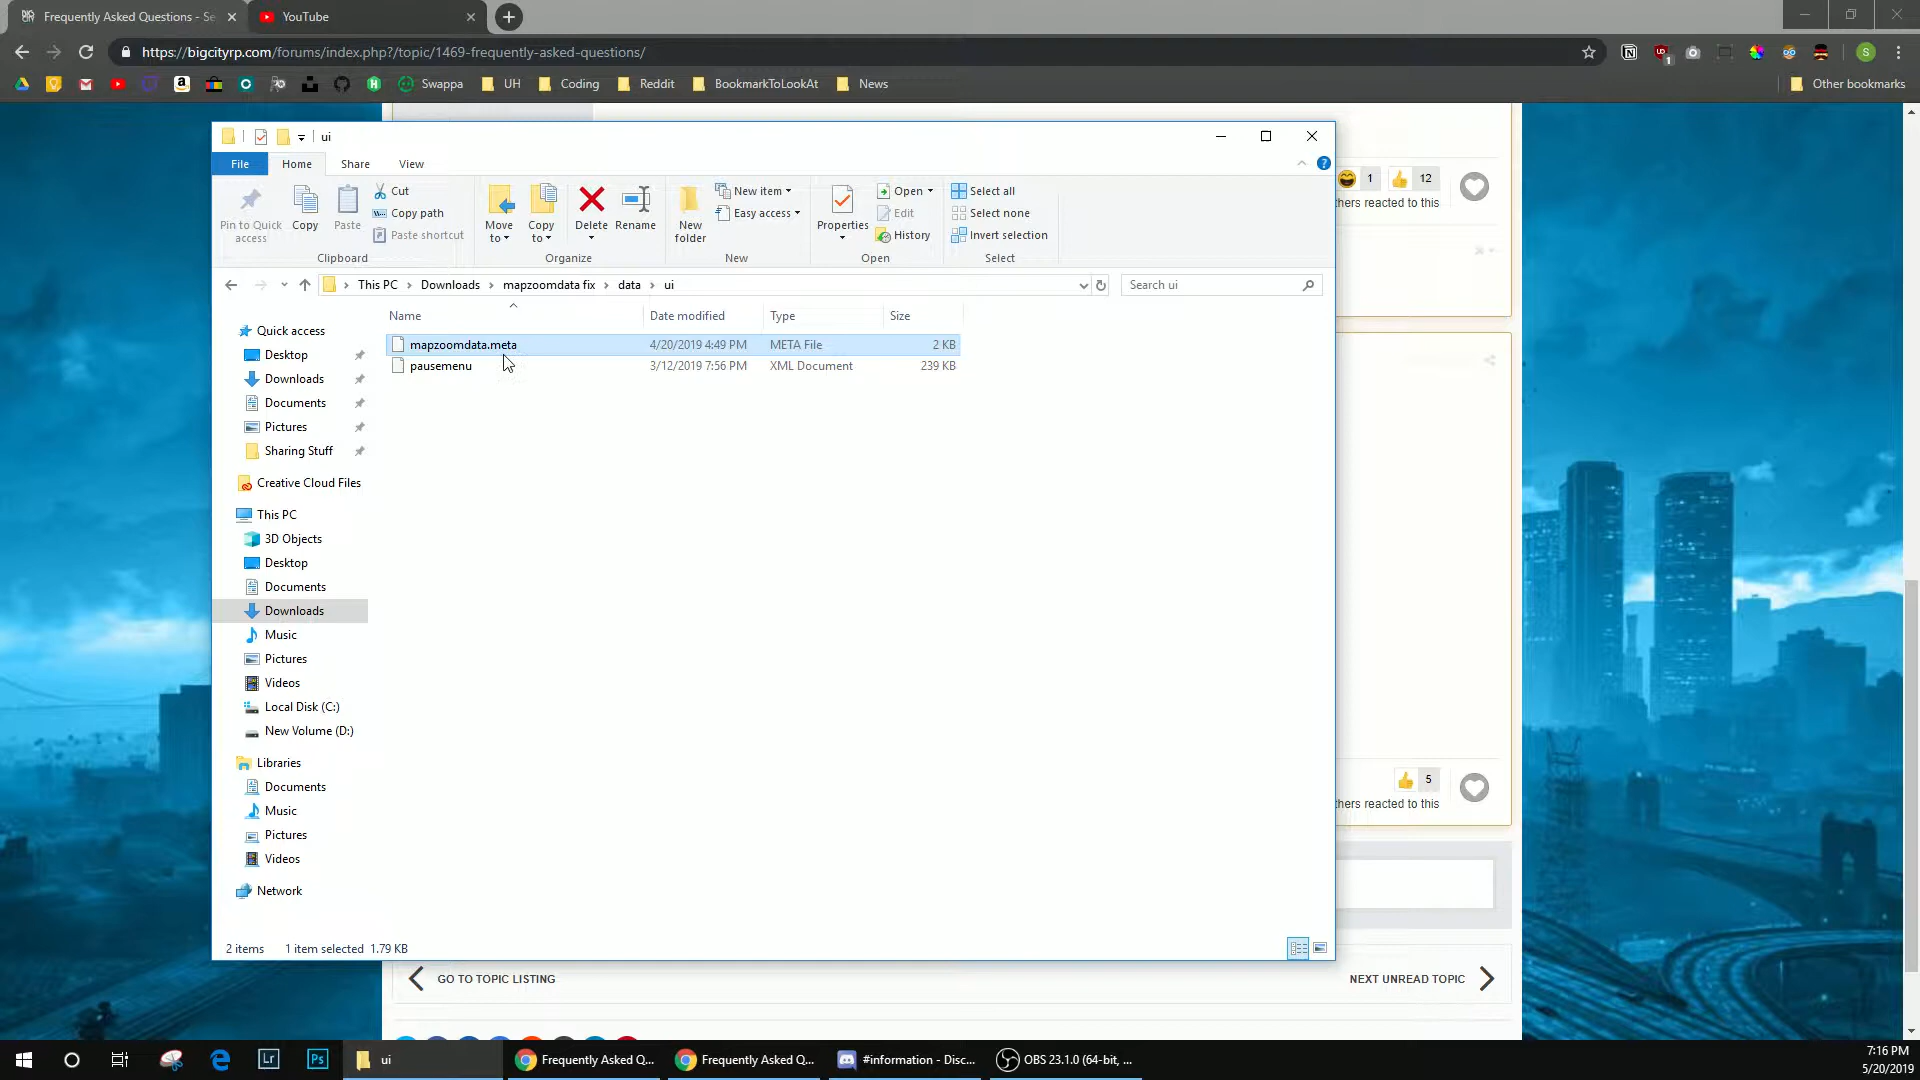 Frequently Asked Questions - Se
YouTube
https://bigcityrp.com/forums/index.php?/topic/1469-frequently-asked-questions/
1
S
Swappa
UH
Coding
Reddit
BookmarkToLookAt
News
Other bookmarks
ui
File
Home
Share
View
Pin to Quick access
Copy
Paste
Cut
Copy path
Paste shortcut
Clipboard
Move to
Copy to
Delete
Rename
Organize
New folder
New item
Easy access
New
Properties
Open
Edit
History
Open
Select all
Select none
Invert selection
Select
This PC
Downloads
mapzoomdata fix
data
ui
Search ui
Name
Date modified
Type
Size
mapzoomdata.meta
4/20/2019 4:49 PM
META File
2 KB
pausemenu
3/12/2019 7:56 PM
XML Document
239 KB
Quick access
Desktop
Downloads
Documents
Pictures
Sharing Stuff
Creative Cloud Files
This PC
3D Objects
Desktop
Documents
Downloads
Music
Pictures
Videos
Local Disk (C:)
New Volume (D:)
Libraries
Documents
Music
Pictures
Videos
Network
2 items
1 item selected 1.79 KB
1
12
hers reacted to this
5
hers reacted to this
GO TO TOPIC LISTING
NEXT UNREAD TOPIC
Lr
Ps
ui
Frequently Asked Q...
Frequently Asked Q...
#information - Disc...
OBS 23.1.0 (64-bit, ...
7:16 PM
5/20/2019